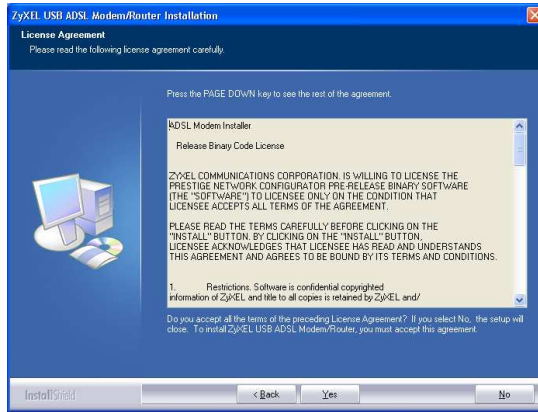 ZyXEL USB ADSL Modem/Router Installation
License Agreement
Please read the following license agreement carefully.
Press the PAGE DOWN key to see the rest of the agreement.
ADSL Modem Installer
Release Binary Code License
ZYXEL COMMUNICATIONS CORPORATION. IS WILLING TO LICENSE THE
PRESTIGE NETWORK CONFIGURATOR PRE-RELEASE BINARY SOFTWARE
(THE "SOFTWARE") TO LICENSEE ONLY ON THE CONDITION THAT
LICENSEE ACCEPTS ALL TERMS OF THE AGREEMENT.
PLEASE READ THE TERMS CAREFULLY BEFORE CLICKING ON THE
"INSTALL" BUTTON. BY CLICKING ON THE "INSTALL" BUTTON,
LICENSEE ACKNOWLEDGES THAT LICENSEE HAS READ AND UNDERSTANDS
THIS AGREEMENT AND AGREES TO BE BOUND BY ITS TERMS AND CONDITIONS.
1. Restrictions. Software is confidential copyrighted
information of ZyXEL and title to all copies is retained by ZyXEL and/
Do you accept all the terms of the preceding License Agreement? If you select No, the setup will
close. To install ZyXEL USB ADSL Modem/Router, you must accept this agreement.
InstallShield
< Back Yes No